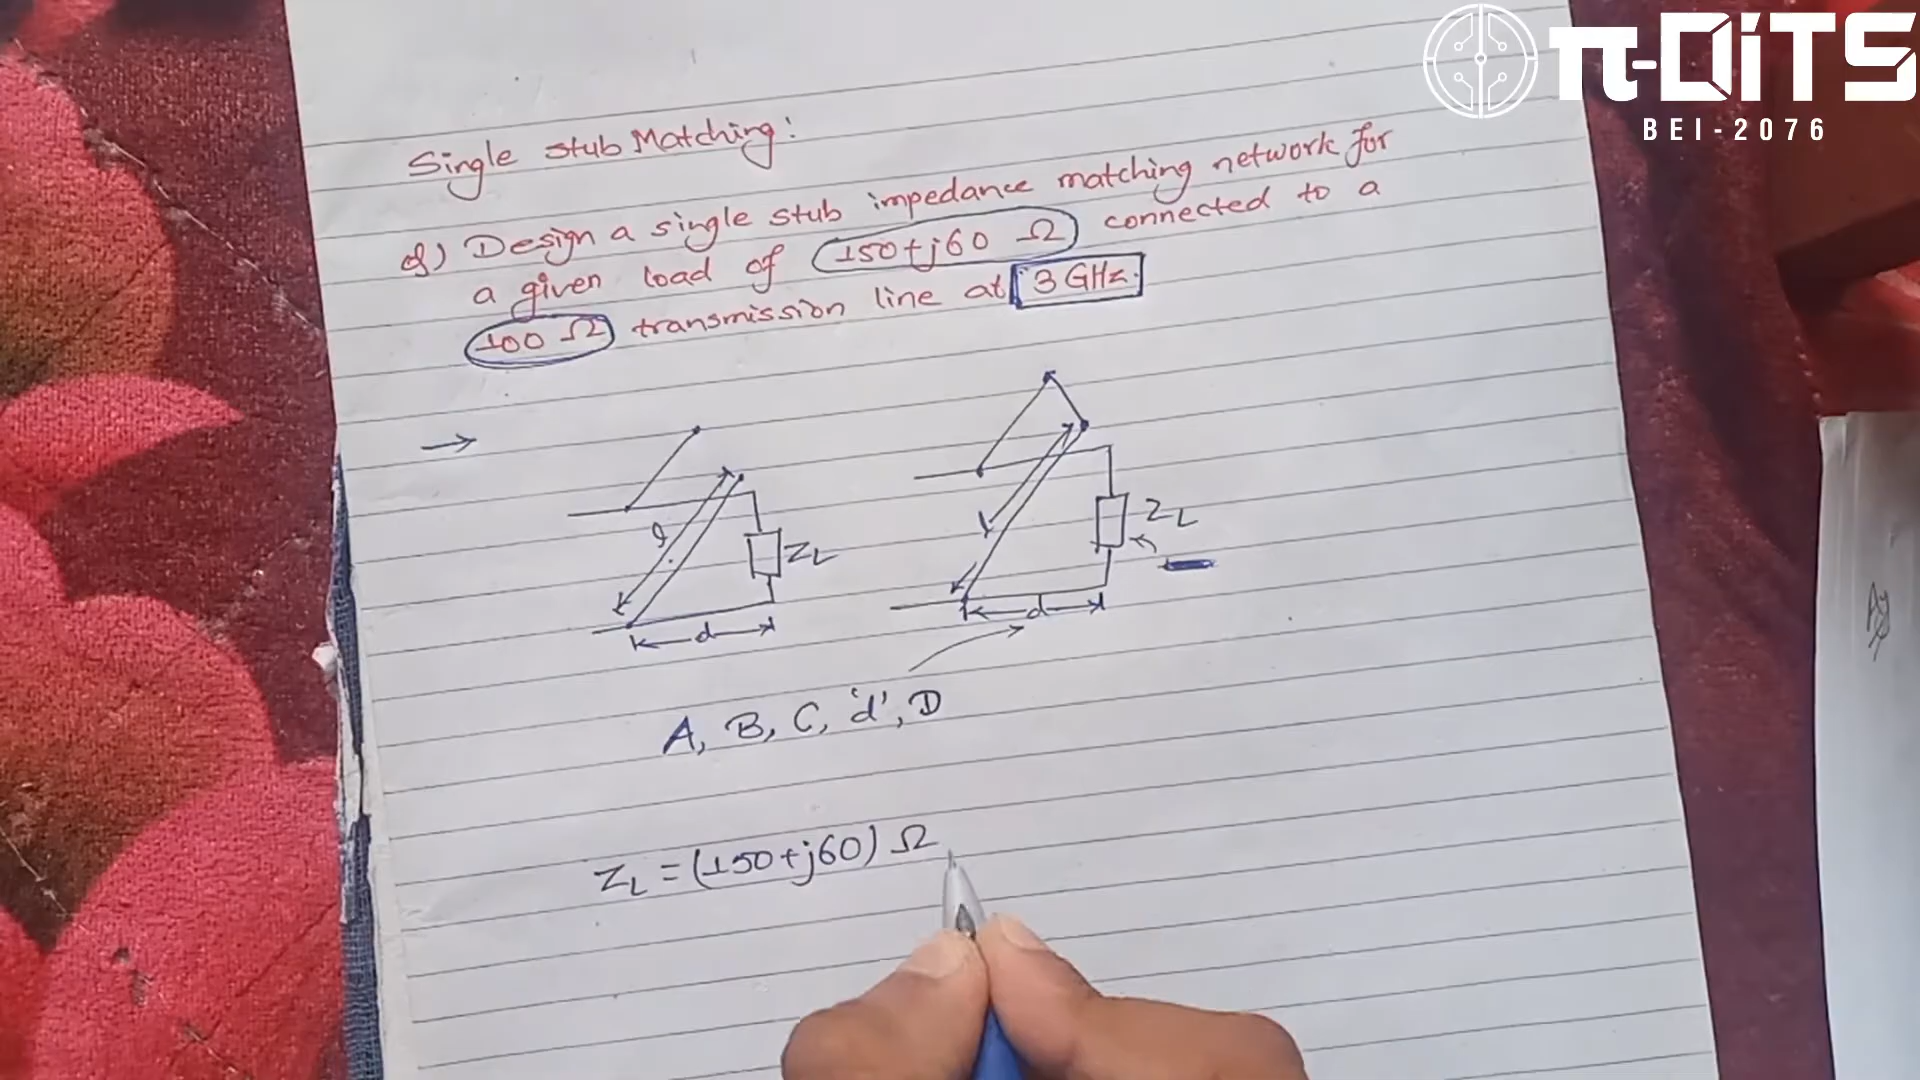 π-DiTS
BEI-2076
Single stub Matching:
Q) Design a single stub impedance matching network for
a given load of 150+j60 Ω connected to a
100 Ω transmission line at 3 GHz.
ZL
d
l
ZL
d
A, B, C, 'd', D
ZL = (150+j60) Ω